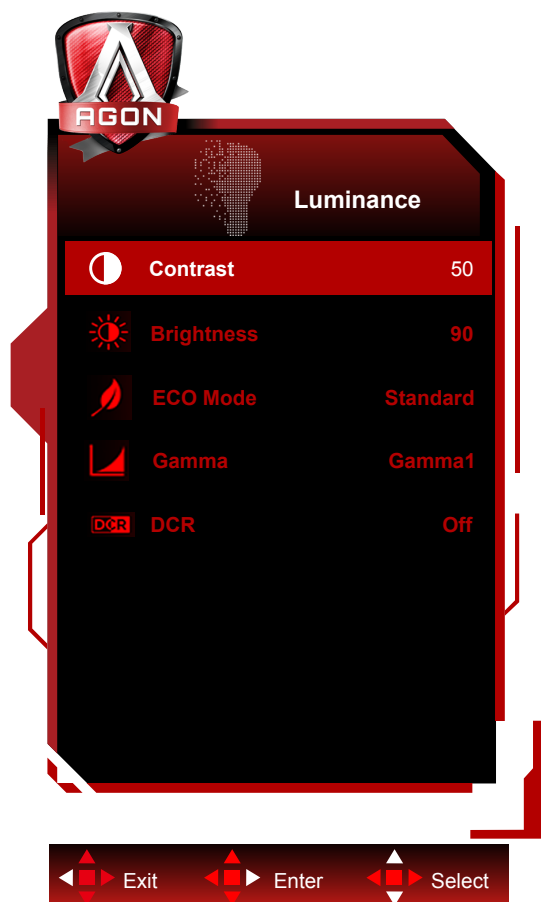 AGON
Luminance
Contrast 50
Brightness 90
ECO Mode Standard
Gamma Gamma1
DCR DCR Off
Exit Enter Select